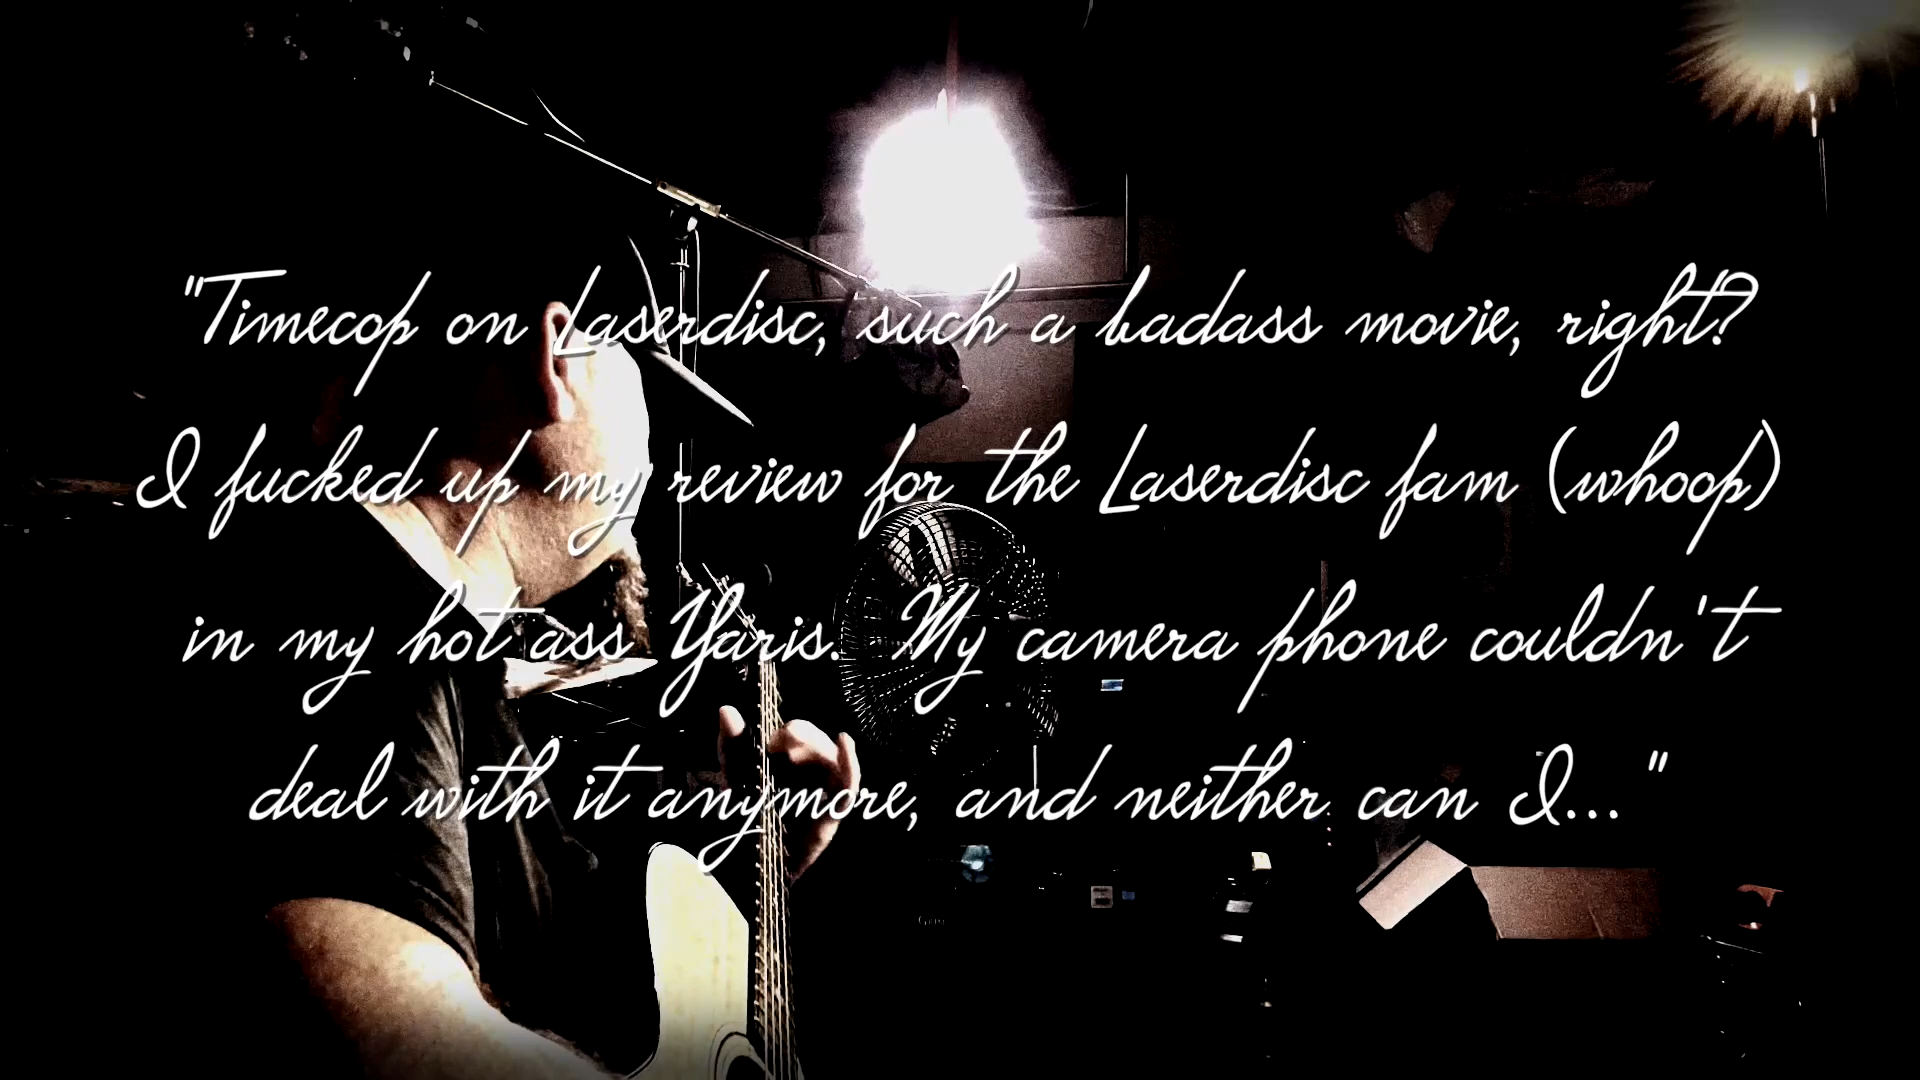 "Timecop on Laserdisc, such a badass movie, right?
I fucked up my review for the Laserdisc fam (whoop)
in my hot ass Yaris. My camera phone couldn't
deal with it anymore, and neither can I..."